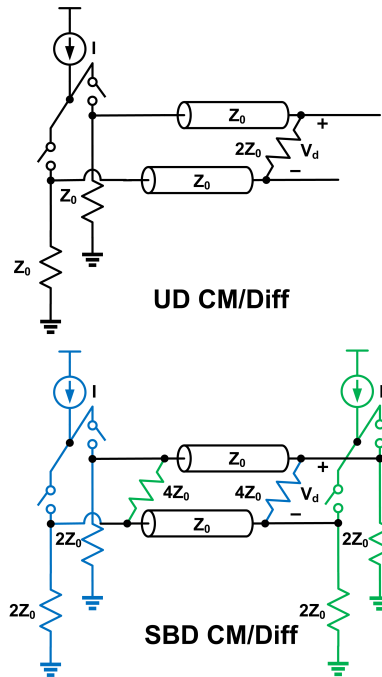 I
Z₀
2Z₀
+
V_d
−
Z₀
Z₀
Z₀
UD CM/Diff
I
I
Z₀
+
4Z₀
4Z₀
V_d
−
Z₀
2Z₀
2Z₀
2Z₀
2Z₀
SBD CM/Diff